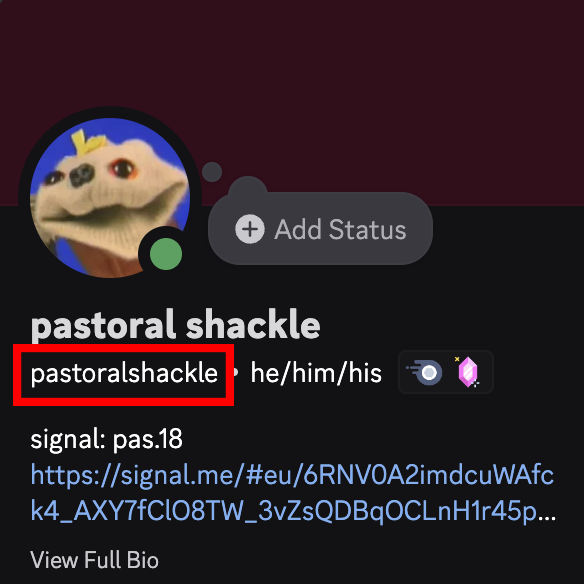 Add Status
pastoral shackle
pastoralshackle • he/him/his
signal: pas.18
https://signal.me/#eu/6RNV0A2imdcuWAfc
k4_AXY7fClO8TW_3vZsQDBqOCLnH1r45p...
View Full Bio